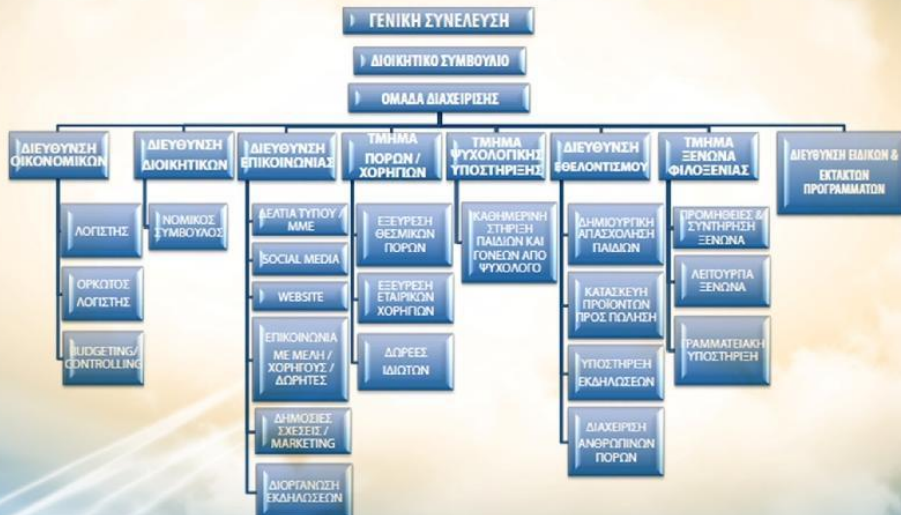 ΓΕΝΙΚΗ ΣΥΝΕΛΕΥΣΗ
ΔΙΟΙΚΗΤΙΚΟ ΣΥΜΒΟΥΛΙΟ
ΟΜΑΔΑ ΔΙΑΧΕΙΡΙΣΗΣ
ΔΙΕΥΘΥΝΣΗ
ΟΙΚΟΝΟΜΙΚΩΝ
ΛΟΓΙΣΤΗΣ
ΟΡΚΩΤΟΣ
ΛΟΓΙΣΤΗΣ
BUDGETING/
CONTROLLING
ΔΙΕΥΘΥΝΣΗ
ΔΙΟΙΚΗΤΙΚΩΝ
ΝΟΜΙΚΟΣ
ΣΥΜΒΟΥΛΟΣ
ΔΙΕΥΘΥΝΣΗ
ΕΠΙΚΟΙΝΩΝΙΑΣ
ΔΕΛΤΙΑ ΤΥΠΟΥ /
ΜΜΕ
SOCIAL MEDIA
WEBSITE
ΕΠΙΚΟΙΝΩΝΙΑ
ΜΕ ΜΕΛΗ /
ΧΟΡΗΓΟΥΣ /
ΔΩΡΗΤΕΣ
ΔΗΜΟΣΙΕΣ
ΣΧΕΣΕΙΣ /
MARKETING
ΔΙΟΡΓΑΝΩΣΗ
ΕΚΔΗΛΩΣΕΩΝ
ΤΜΗΜΑ
ΠΟΡΩΝ /
ΧΟΡΗΓΙΩΝ
ΕΞΕΥΡΕΣΗ
ΘΕΣΜΙΚΩΝ
ΠΟΡΩΝ
ΕΞΕΥΡΕΣΗ
ΕΤΑΙΡΙΚΩΝ
ΧΟΡΗΓΙΩΝ
ΔΩΡΕΕΣ
ΙΔΙΩΤΩΝ
ΤΜΗΜΑ
ΨΥΧΟΛΟΓΙΚΗΣ
ΥΠΟΣΤΗΡΙΞΗΣ
ΚΑΘΗΜΕΡΙΝΗ
ΣΤΗΡΙΞΗ
ΠΑΙΔΙΩΝ ΚΑΙ
ΓΟΝΕΩΝ ΑΠΟ
ΨΥΧΟΛΟΓΟ
ΔΙΕΥΘΥΝΣΗ
ΕΘΕΛΟΝΤΙΣΜΟΥ
ΔΗΜΙΟΥΡΓΙΚΗ
ΑΠΑΣΧΟΛΗΣΗ
ΠΑΙΔΙΩΝ
ΚΑΤΑΣΚΕΥΗ
ΠΡΟΪΟΝΤΩΝ
ΠΡΟΣ ΠΩΛΗΣΗ
ΥΠΟΣΤΗΡΙΞΗ
ΕΚΔΗΛΩΣΕΩΝ
ΔΙΑΧΕΙΡΙΣΗ
ΑΝΘΡΩΠΙΝΩΝ
ΠΟΡΩΝ
ΤΜΗΜΑ
ΞΕΝΩΝΑ
ΦΙΛΟΞΕΝΙΑΣ
ΠΡΟΜΗΘΕΙΕΣ &
ΣΥΝΤΗΡΗΣΗ
ΞΕΝΩΝΑ
ΛΕΙΤΟΥΡΓΙΑ
ΞΕΝΩΝΑ
ΓΡΑΜΜΑΤΕΙΑΚΗ
ΥΠΟΣΤΗΡΙΞΗ
ΔΙΕΥΘΥΝΣΗ ΕΙΔΙΚΩΝ &
ΕΚΤΑΚΤΩΝ
ΠΡΟΓΡΑΜΜΑΤΩΝ